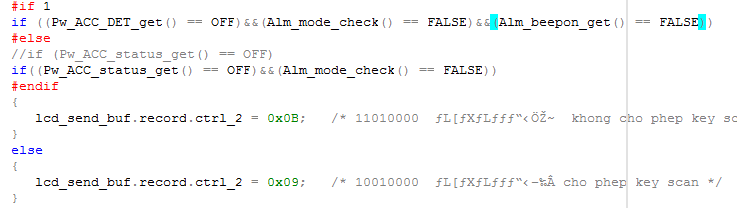 #if 1
if ((Pw_ACC_DET_get() == OFF)&&(Alm_mode_check() == FALSE)&&(Alm_beepon_get() == FALSE))
#else
//if (Pw_ACC_status_get() == OFF)
if((Pw_ACC_status_get() == OFF)&&(Alm_mode_check() == FALSE))
#endif
{
lcd_send_buf.record.ctrl_2 = 0x0B; /* 11010000 ƒL[ƒXƒLƒƒƒ“‹ÖŽ~ khong cho phep key sc
}
else
{
lcd_send_buf.record.ctrl_2 = 0x09; /* 10010000 ƒL[ƒXƒLƒƒƒ“‹–‰Â cho phep key scan */
}